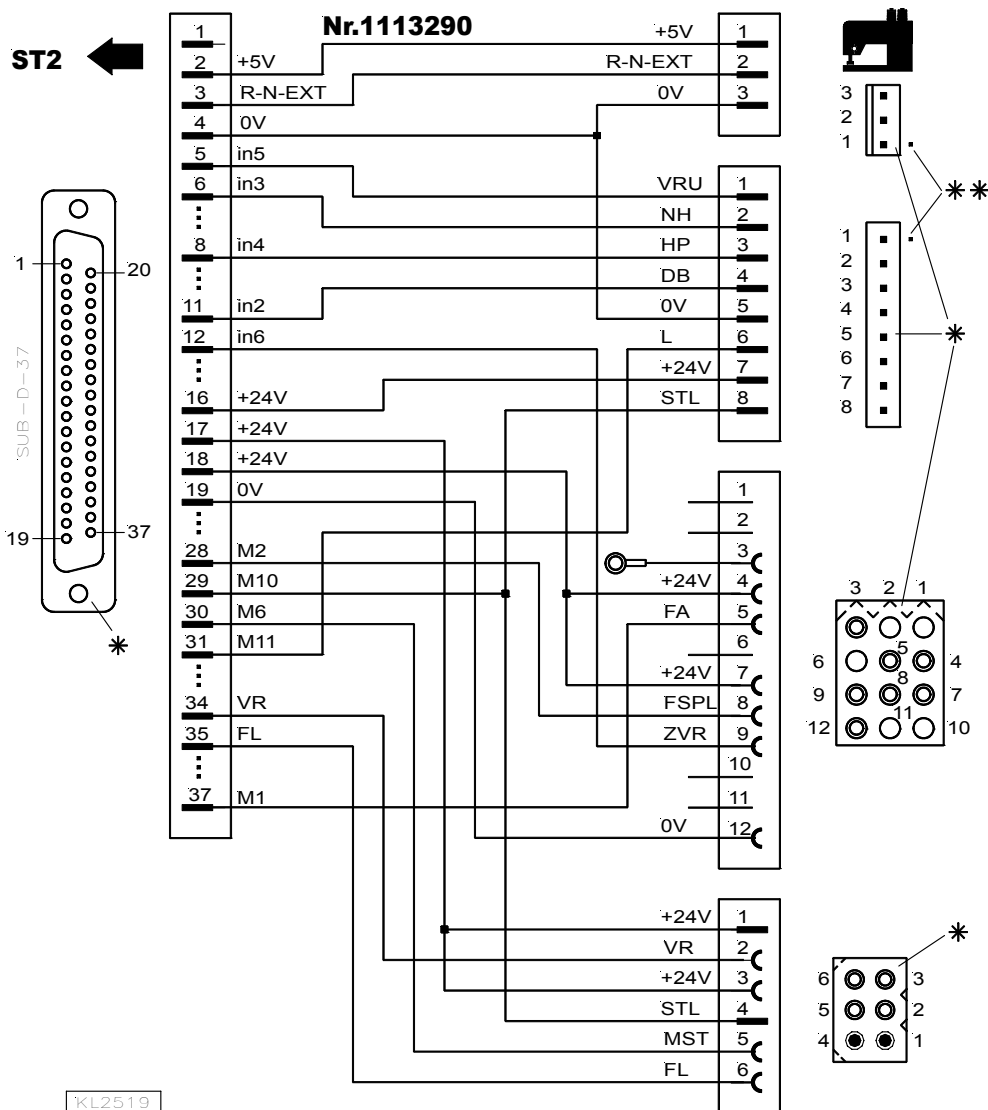 Nr.1113290
ST2
1
2 +5V
3 R-N-EXT
4 0V
5 in5
6 in3
8 in4
11 in2
12 in6
16 +24V
17 +24V
18 +24V
19 0V
28 M2
29 M10
30 M6
31 M11
34 VR
35 FL
37 M1
+5V 1
R-N-EXT 2
0V 3
VRU 1
NH 2
HP 3
DB 4
0V 5
L 6
+24V 7
STL 8
1
2
3
+24V 4
FA 5
6
+24V 7
FSPL 8
ZVR 9
10
11
0V 12
+24V 1
VR 2
+24V 3
STL 4
MST 5
FL 6
1 20
SUB-D-37
19 37
3
2
1
1
2
3
4
5
6
7
8
3 2 1
5
6 4
8
9 7
11
12 10
6 3
5 2
4 1
KL2519